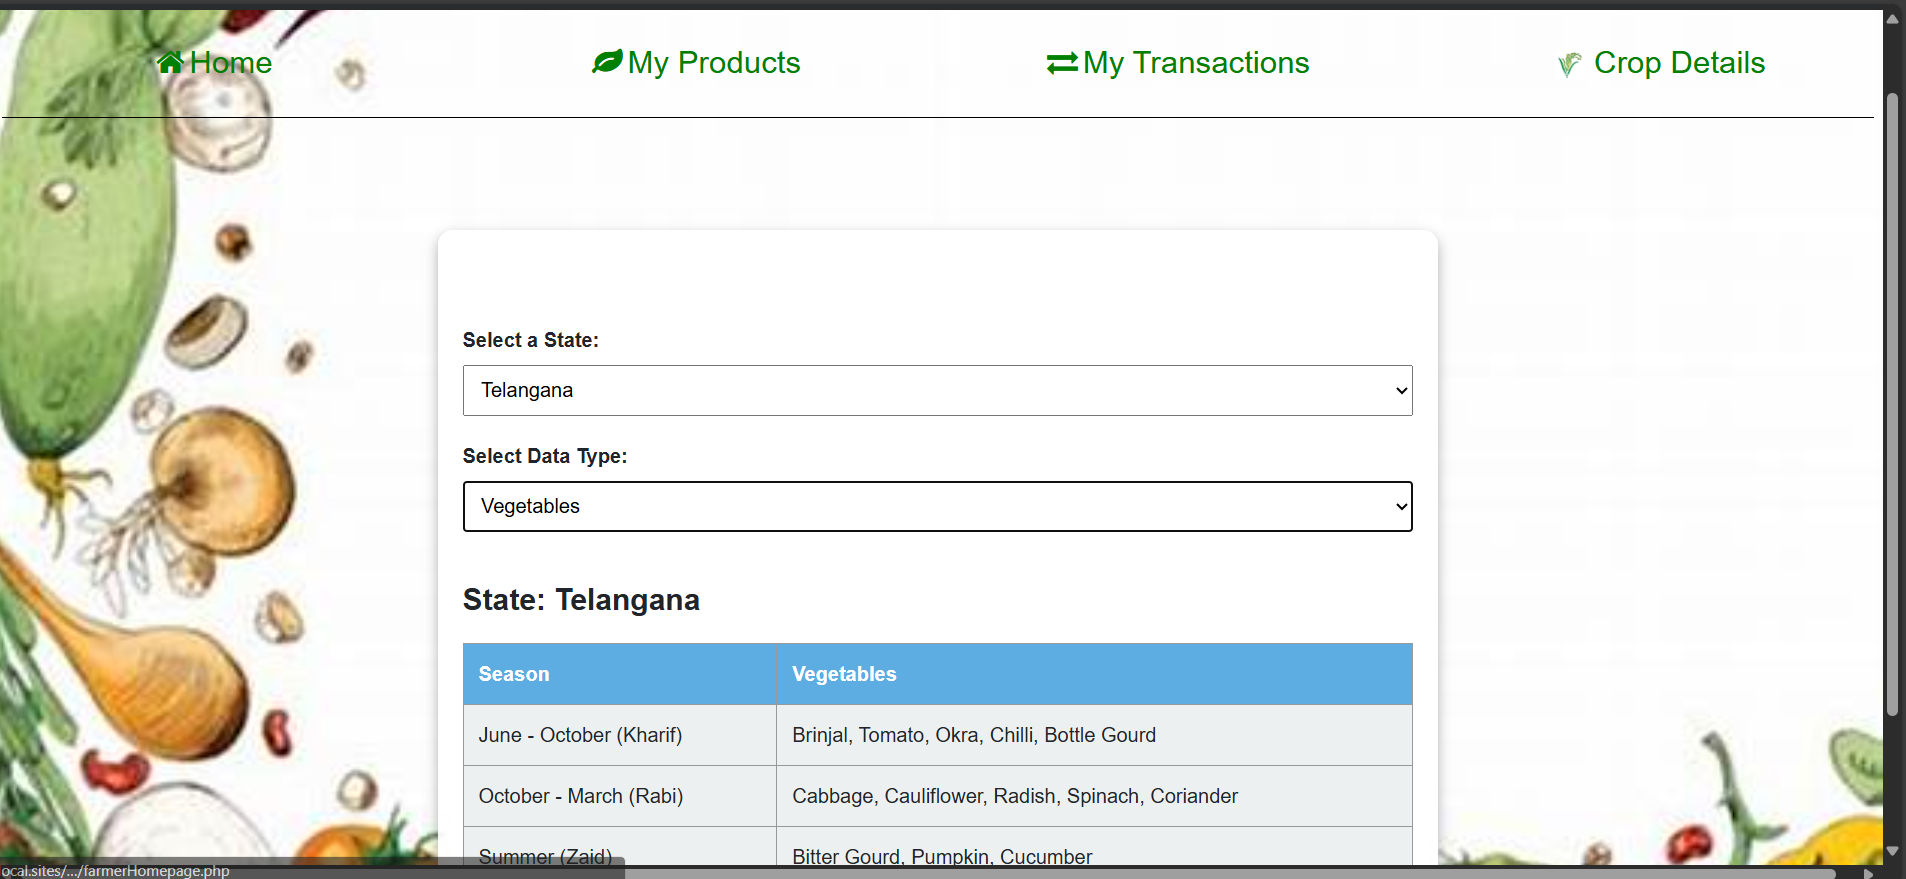 Home My Products My Transactions Crop Details
Select a State:
Telangana
Select Data Type:
Vegetables
State: Telangana
Season Vegetables
June - October (Kharif) Brinjal, Tomato, Okra, Chilli, Bottle Gourd
October - March (Rabi) Cabbage, Cauliflower, Radish, Spinach, Coriander
Summer (Zaid) Bitter Gourd, Pumpkin, Cucumber
ocal.sites/.../farmerHomepage.php